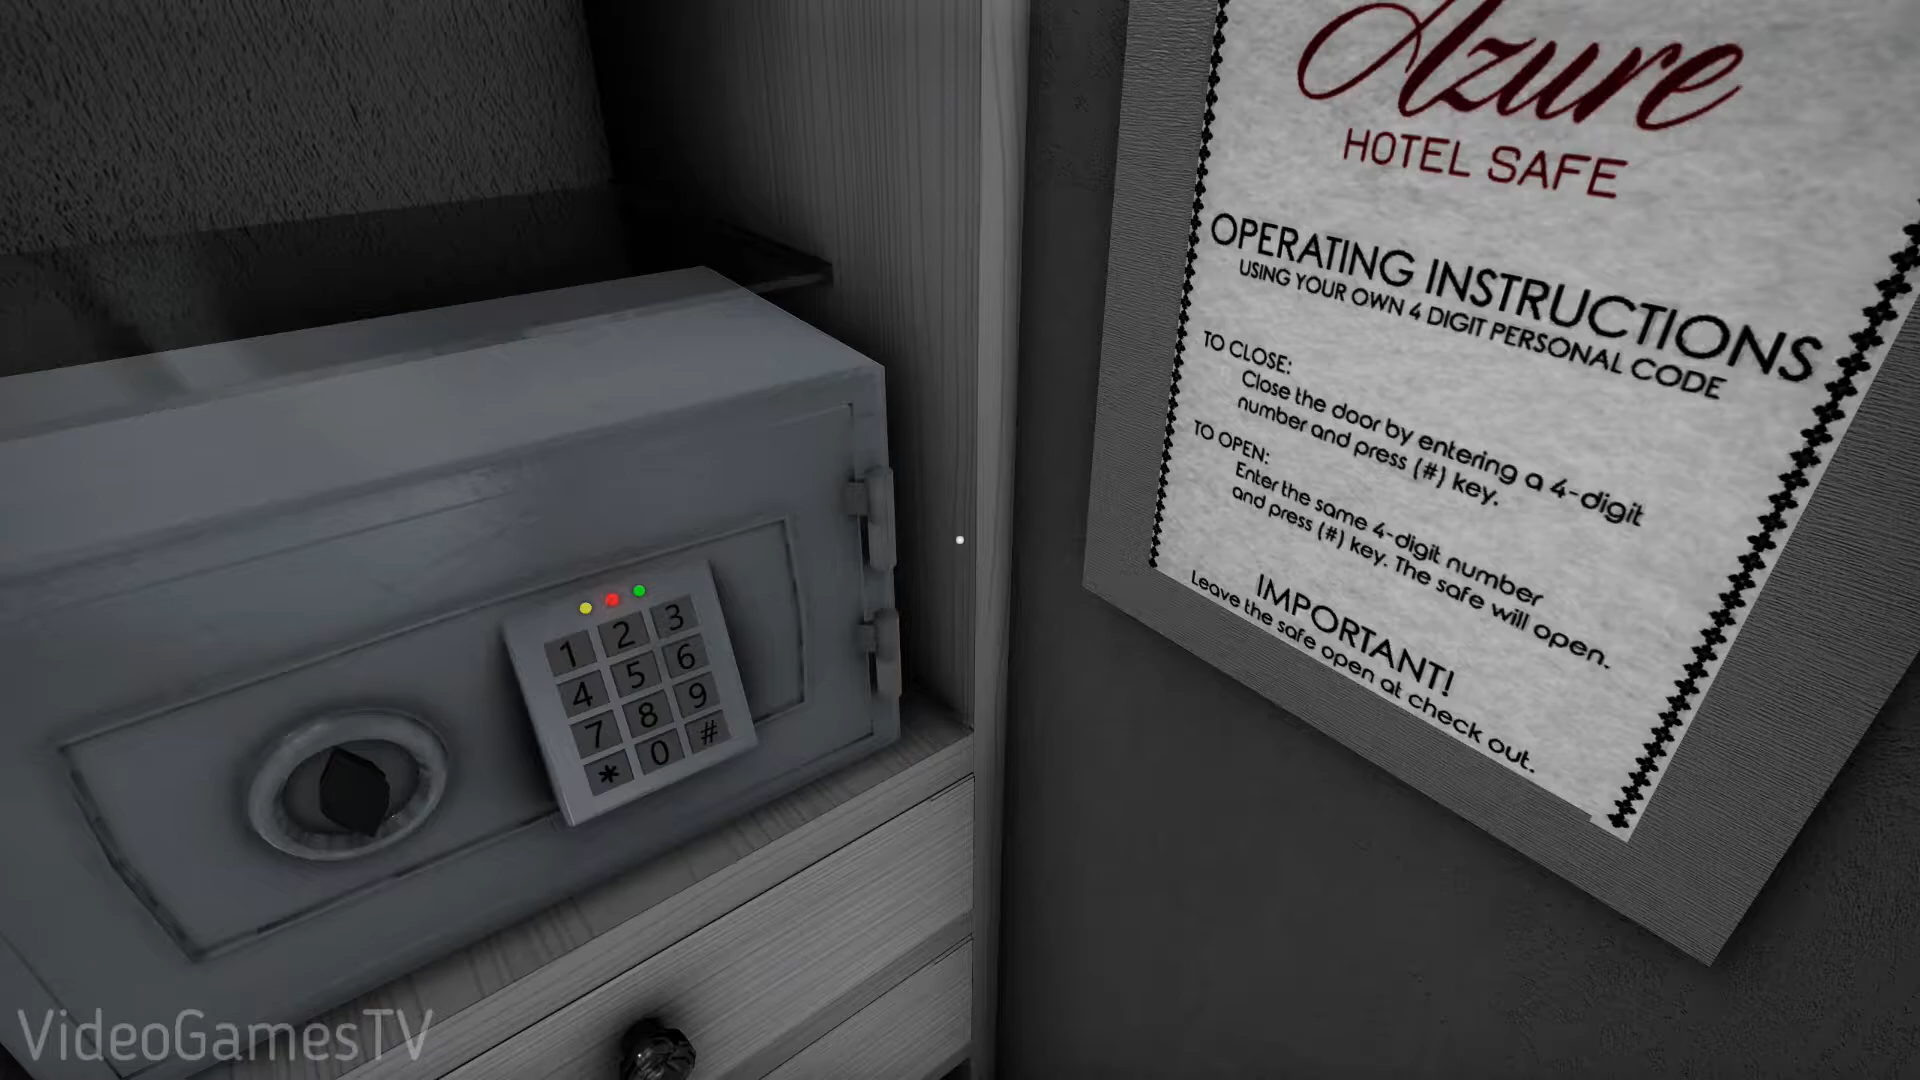 Azure
HOTEL SAFE
OPERATING INSTRUCTIONS
USING YOUR OWN 4 DIGIT PERSONAL CODE
TO CLOSE:
Close the door by entering a 4-digit
number and press (#) key.
TO OPEN:
Enter the same 4-digit number
and press (#) key. The safe will open.
IMPORTANT!
Leave the safe open at check out.
1 2 3
4 5 6
7 8 9
* 0 #
VideoGamesTV